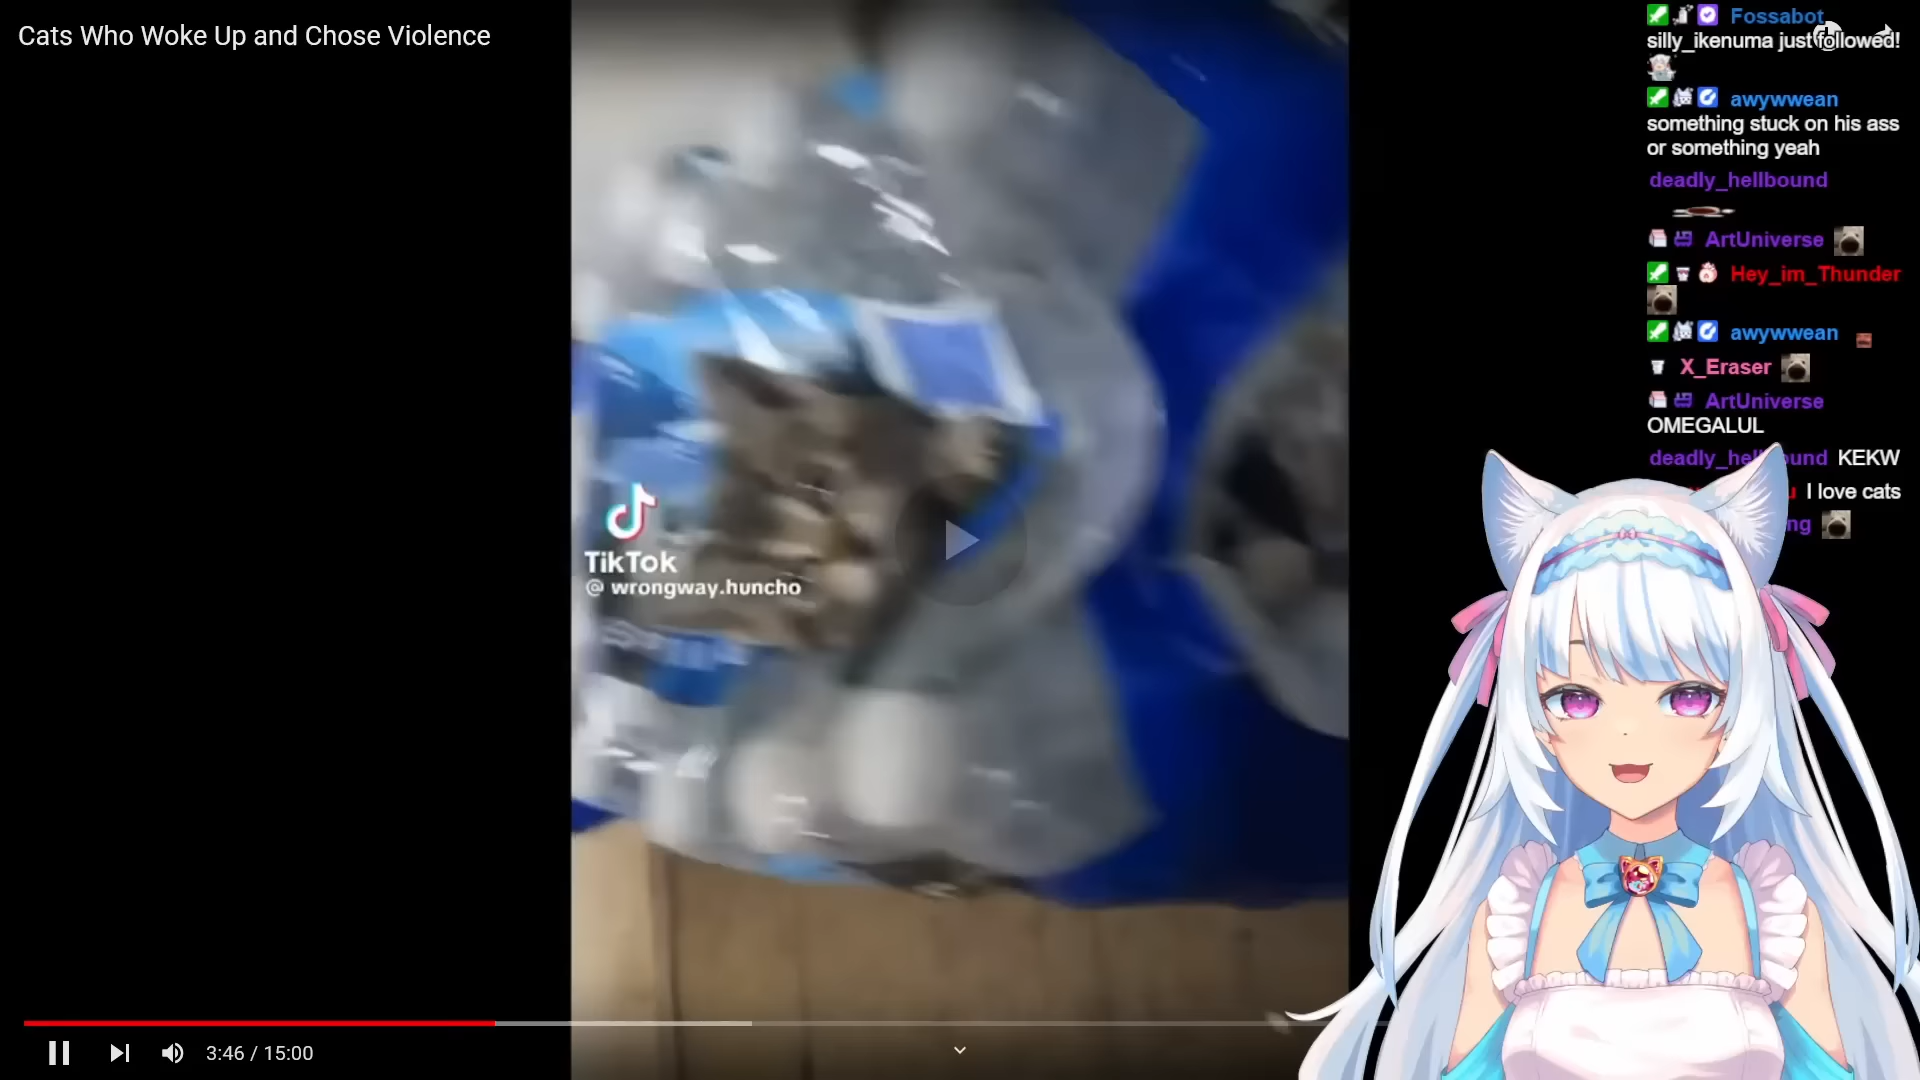 Cats Who Woke Up and Chose Violence
Fossabot
silly_ikenuma just followed!
awywwean
something stuck on his ass
or something yeah
deadly_hellbound
ArtUniverse
Hey_im_Thunder
awywwean
X_Eraser
ArtUniverse
OMEGALUL
deadly_hellbound KEKW
I love cats
TikTok
@ wrongway.huncho
3:46 / 15:00